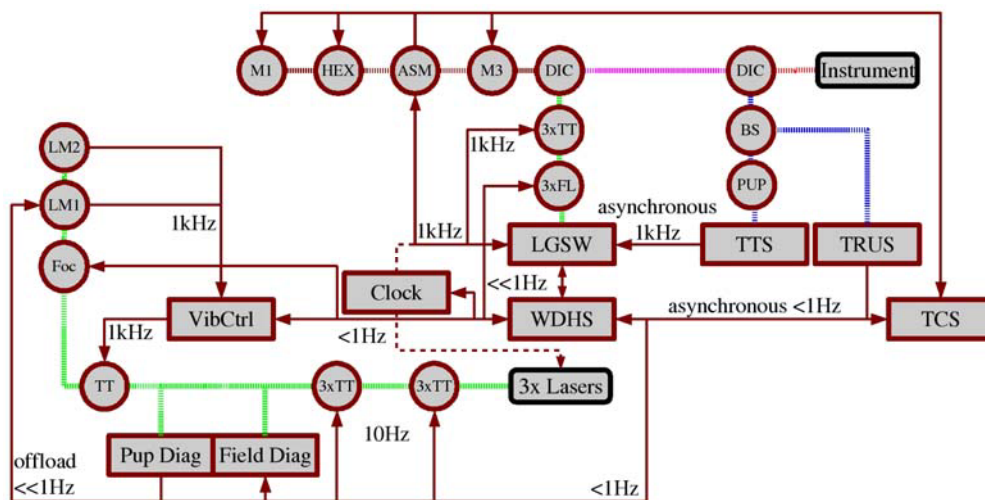 M1
HEX
ASM
M3
DIC
DIC
Instrument
LM2
3xTT
1kHz
BS
LM1
3xFL
PUP
1kHz
asynchronous
1kHz
LGSW
1kHz
TTS
TRUS
Foc
Clock
<<1Hz
VibCtrl
<1Hz
WDHS
asynchronous <1Hz
TCS
1kHz
TT
3xTT
3xTT
3x Lasers
10Hz
Pup Diag
Field Diag
offload
<<1Hz
<1Hz